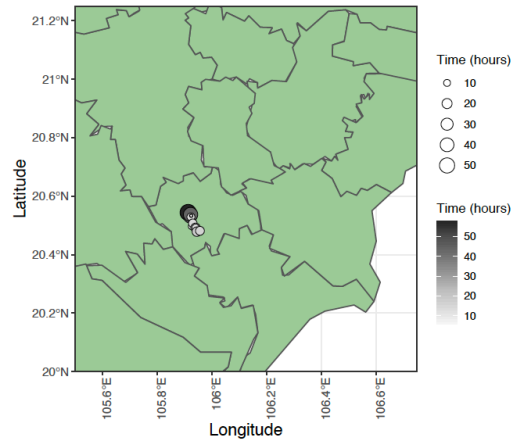 21.2°N
21°N
20.8°N
20.6°N
20.4°N
20.2°N
20°N
Latitude
105.6°E
105.8°E
106°E
106.2°E
106.4°E
106.6°E
Longitude
Time (hours)
10
20
30
40
50
Time (hours)
50
40
30
20
10